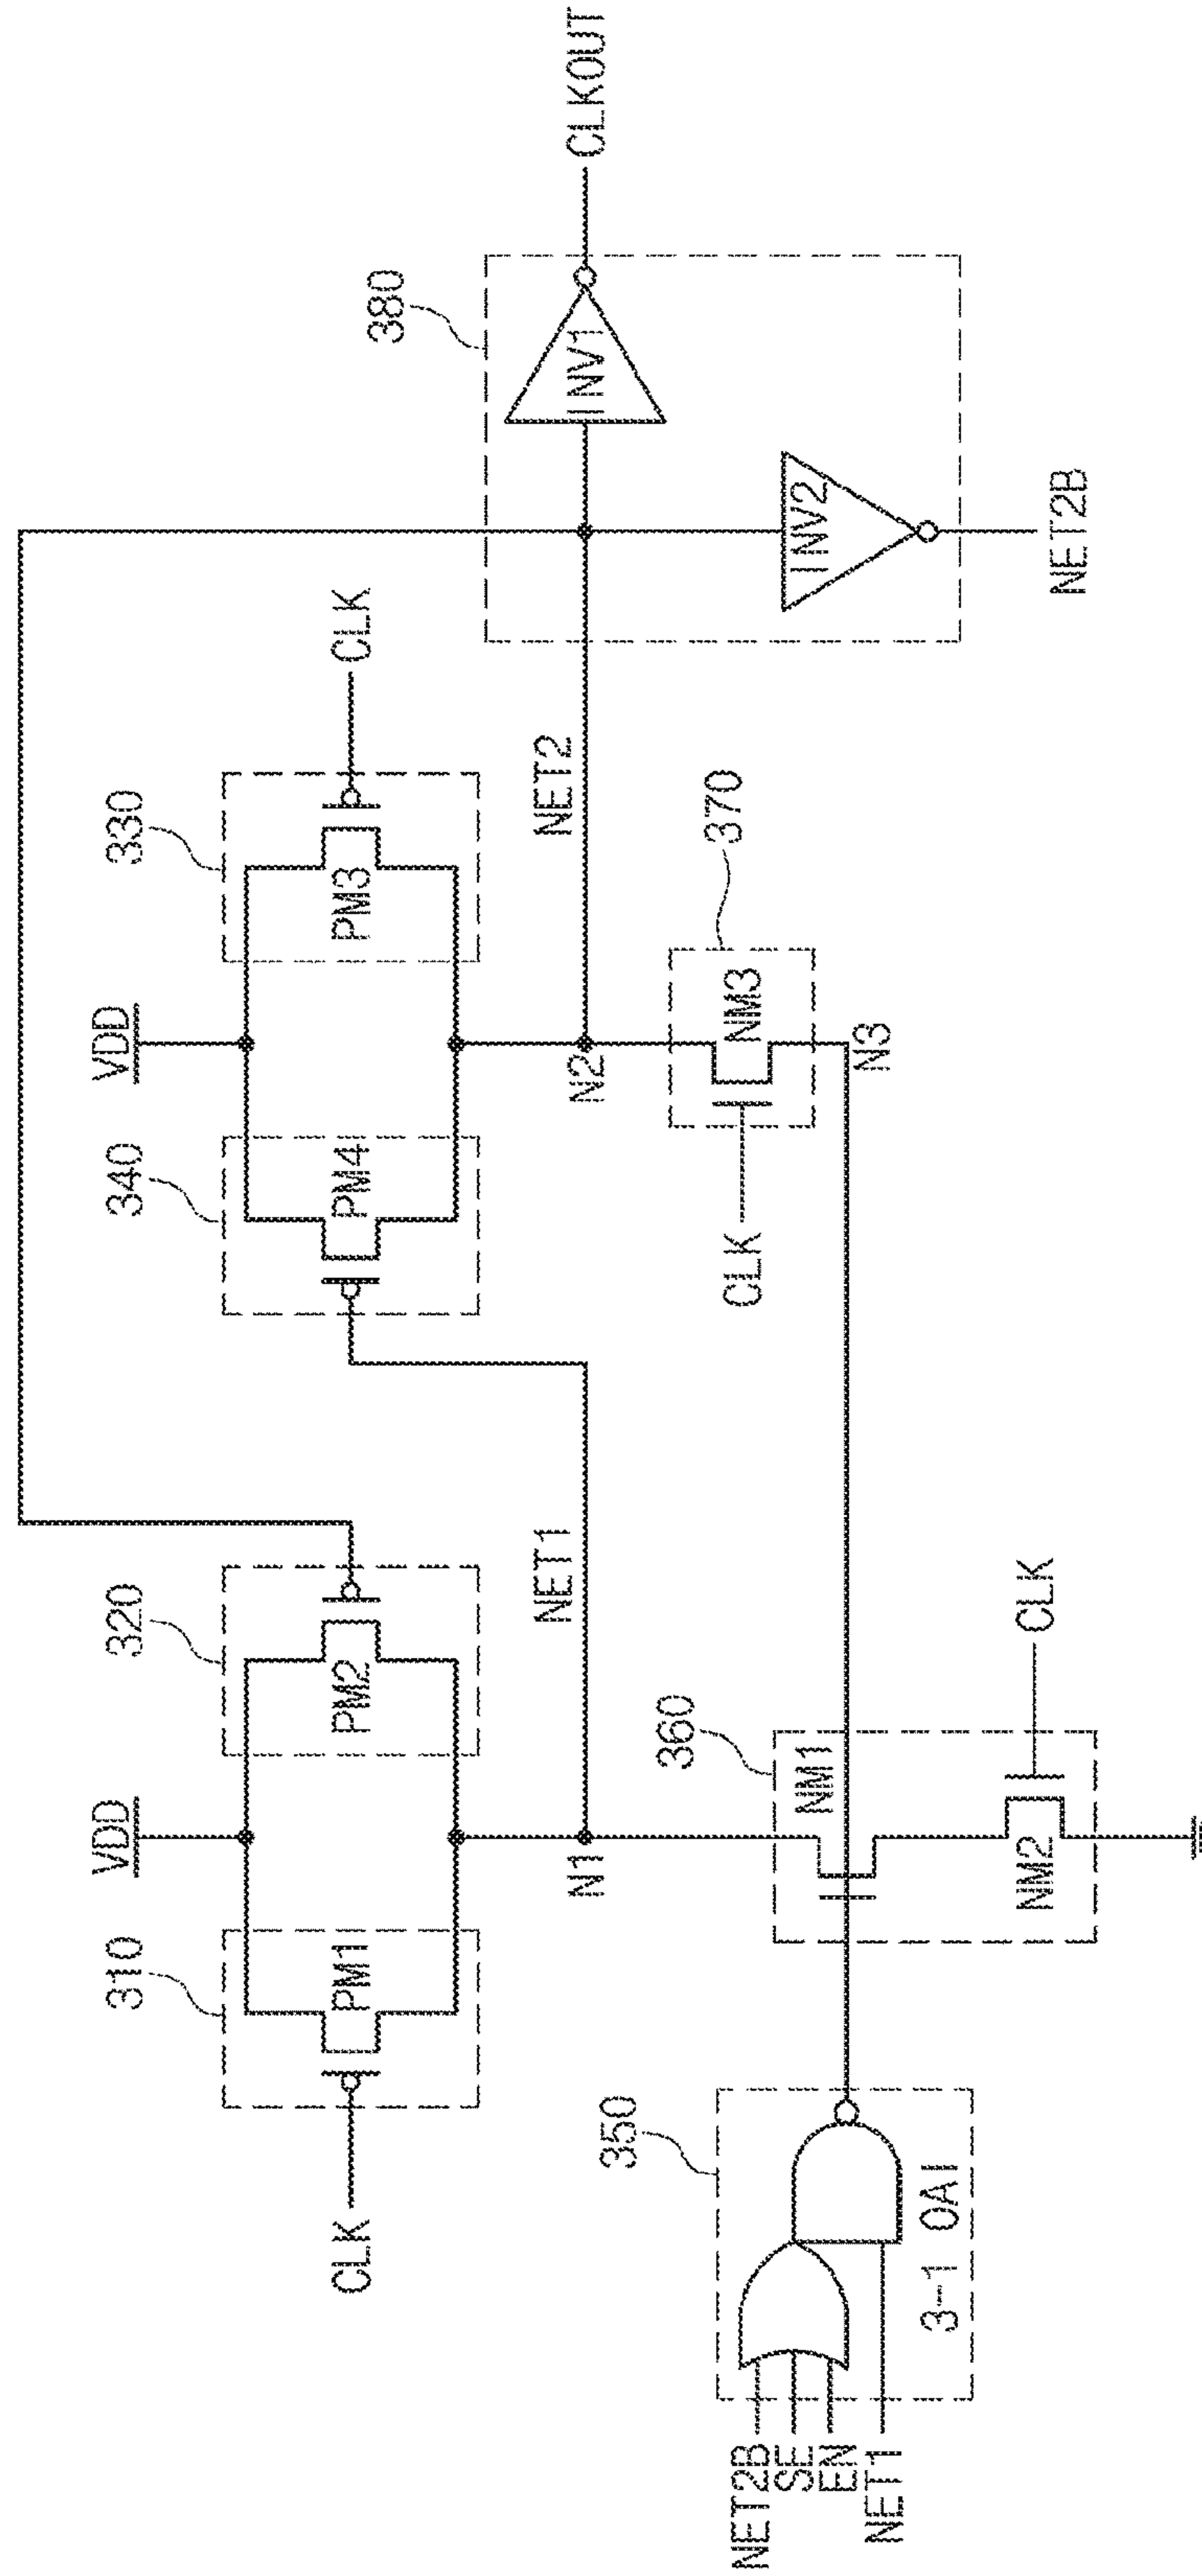 310
CLK
PM1
VDD
320
PM2
340
PM4
VDD
330
PM3
CLK
N1
NET1
N2
NET2
380
INV1
CLKOUT
INV2
NET2B
350
NET2B
SE
EN
NET1
3-1 OAI
360
NM1
NM2
CLK
370
CLK
NM3
N3